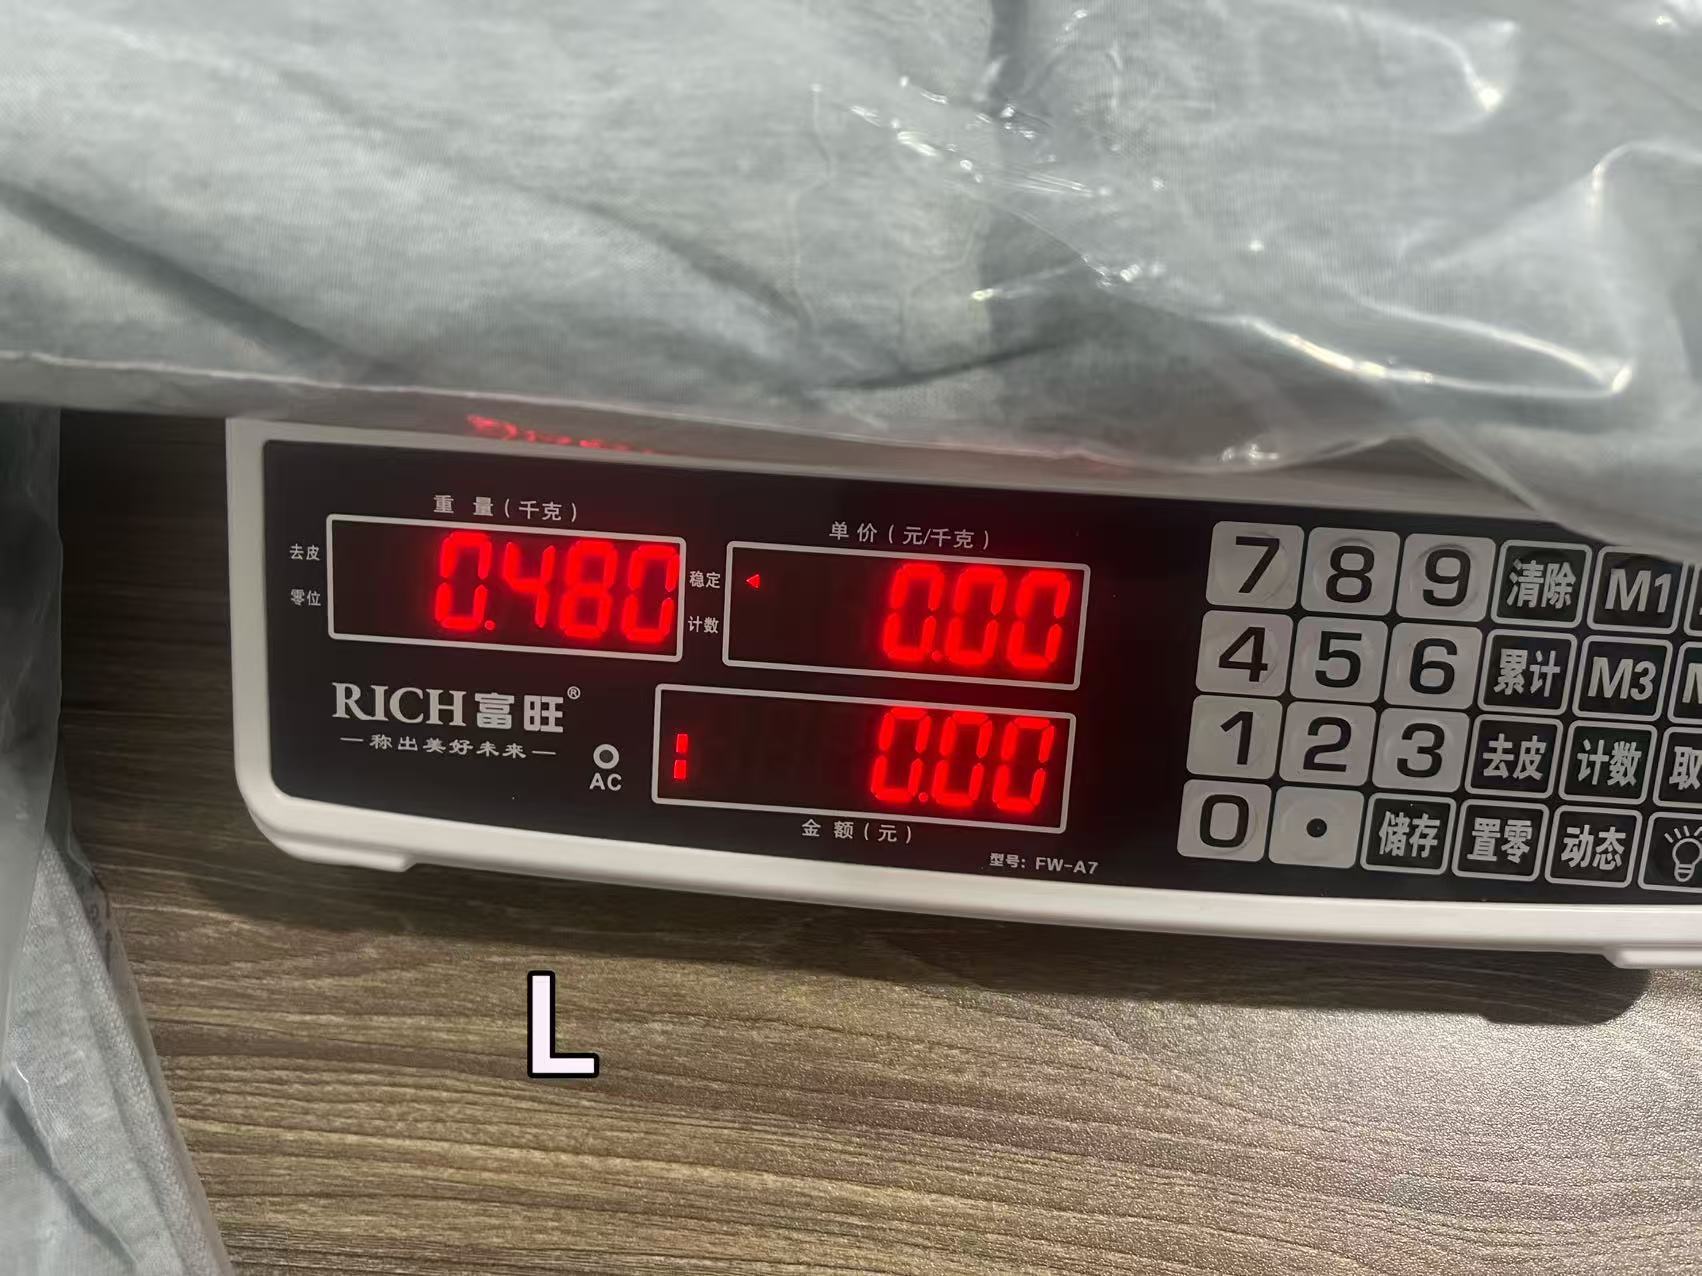 重 量(千克)
去皮
零位
0.480
稳定
计数
单价(元/千克)
0.00
RICH富旺®
—称出美好未来—
AC
0.00
金 额(元)
型号: FW-A7
7 8 9 清除 M1
4 5 6 累计 M3
1 2 3 去皮 计数 取
0 · 储存 置零 动态
L